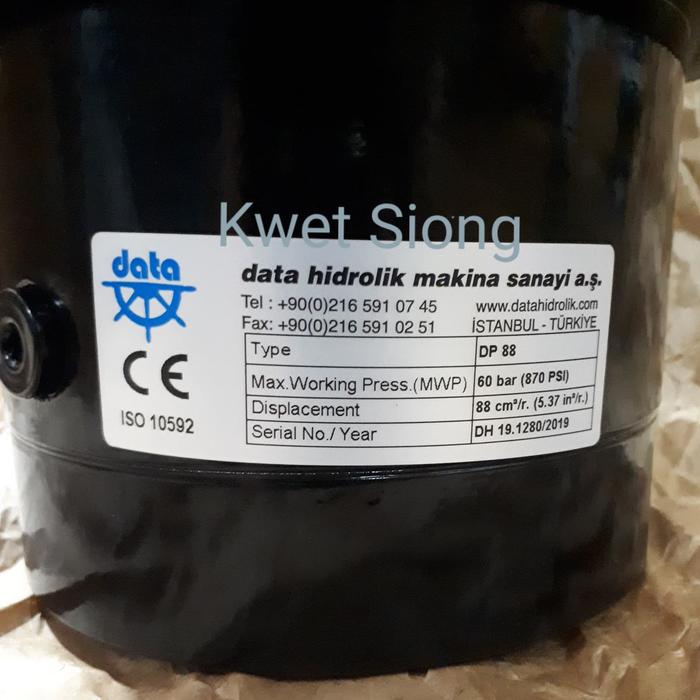 Kwet Siong
data
data hidrolik makina sanayi a.ş.
Tel : +90(0)216 591 07 45
www.datahidrolik.com
Fax: +90(0)216 591 02 51
İSTANBUL - TÜRKİYE
CE
ISO 10592
Type DP 88
Max.Working Press.(MWP) 60 bar (870 PSI)
Displacement 88 cm³/r. (5.37 in³/r.)
Serial No./ Year DH 19.1280/2019